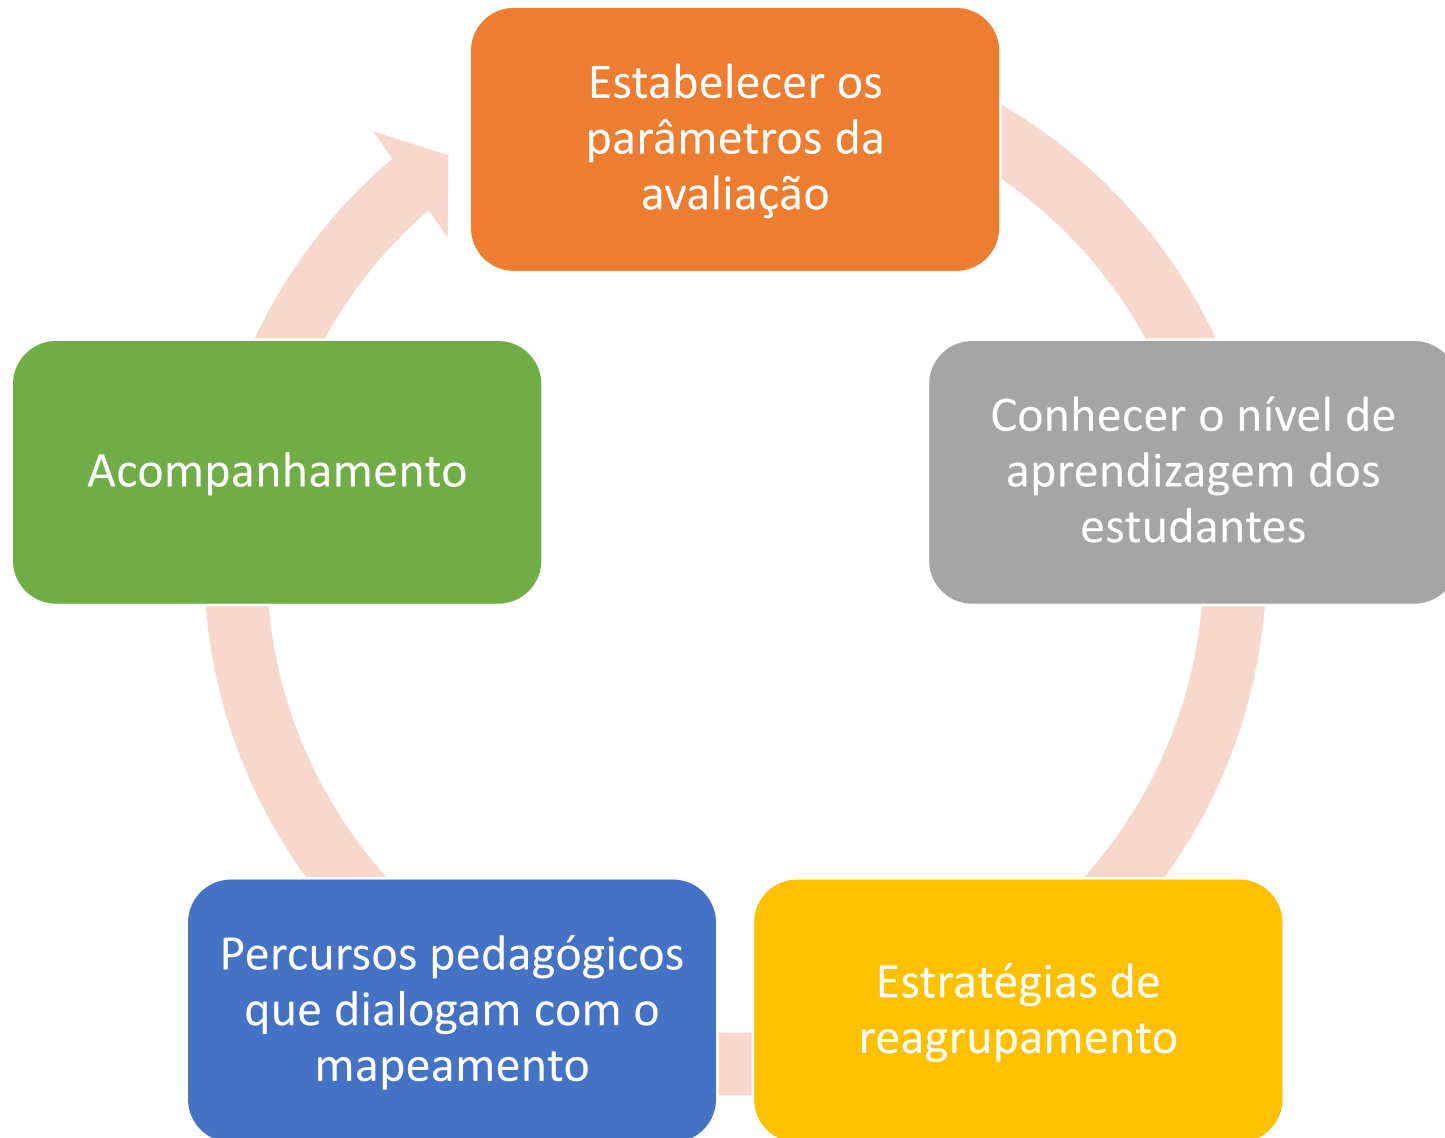 Estabelecer os
parâmetros da
avaliação
Conhecer o nível de
aprendizagem dos
estudantes
Estratégias de
reagrupamento
Percursos pedagógicos
que dialogam com o
mapeamento
Acompanhamento